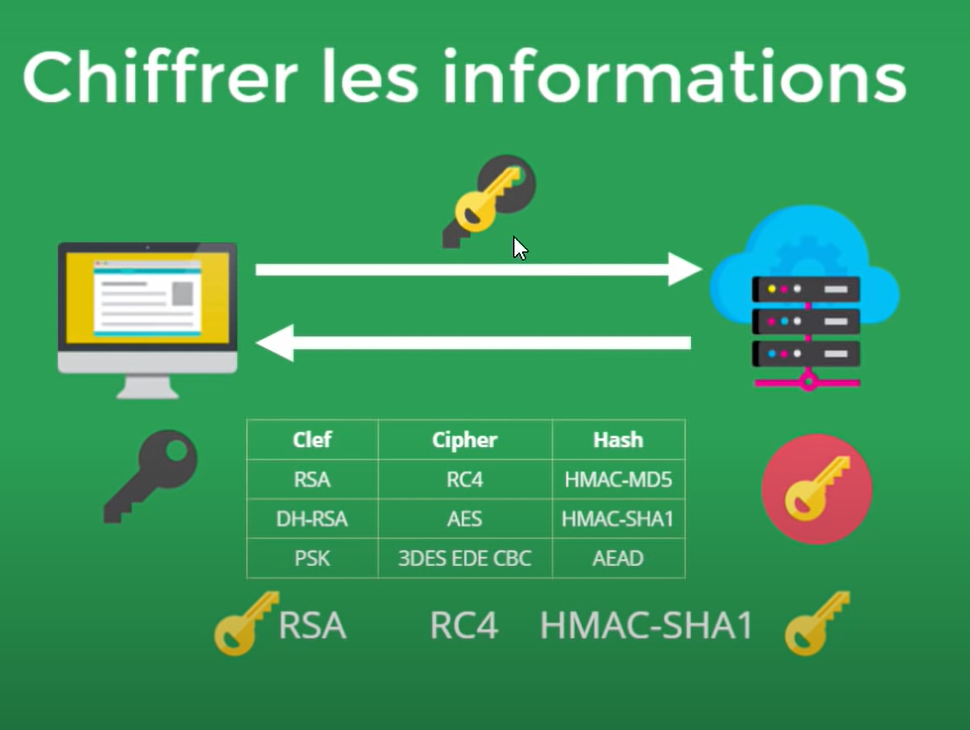 Chiffrer les informations
Clef Cipher Hash
RSA RC4 HMAC-MD5
DH-RSA AES HMAC-SHA1
PSK 3DES EDE CBC AEAD
RSA RC4 HMAC-SHA1